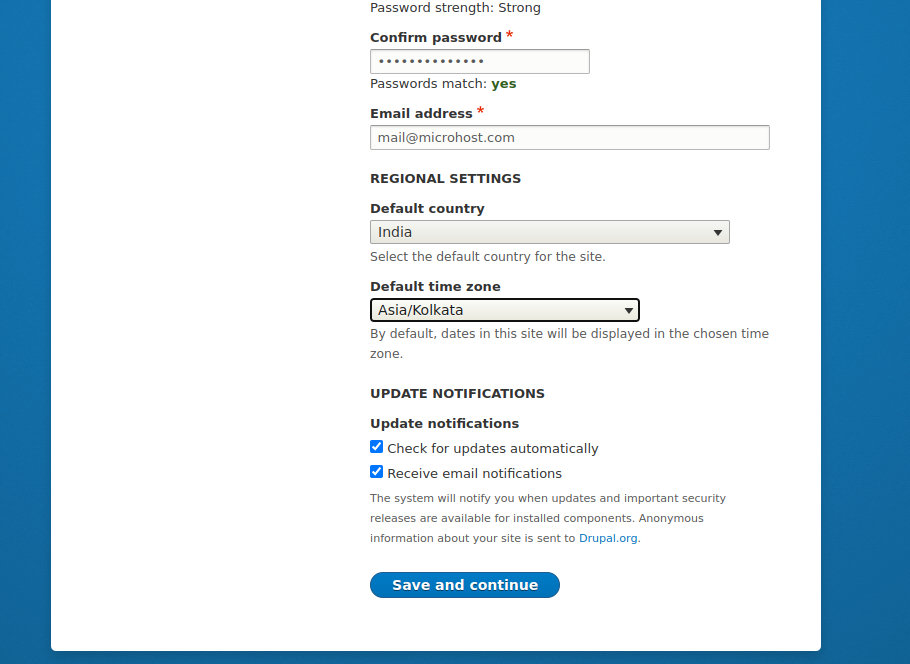 Password strength: Strong
Confirm password *
••••••••••••••
Passwords match: yes
Email address *
mail@microhost.com
REGIONAL SETTINGS
Default country
India
Select the default country for the site.
Default time zone
Asia/Kolkata
By default, dates in this site will be displayed in the chosen time
zone.
UPDATE NOTIFICATIONS
Update notifications
Check for updates automatically
Receive email notifications
The system will notify you when updates and important security
releases are available for installed components. Anonymous
information about your site is sent to Drupal.org.
Save and continue